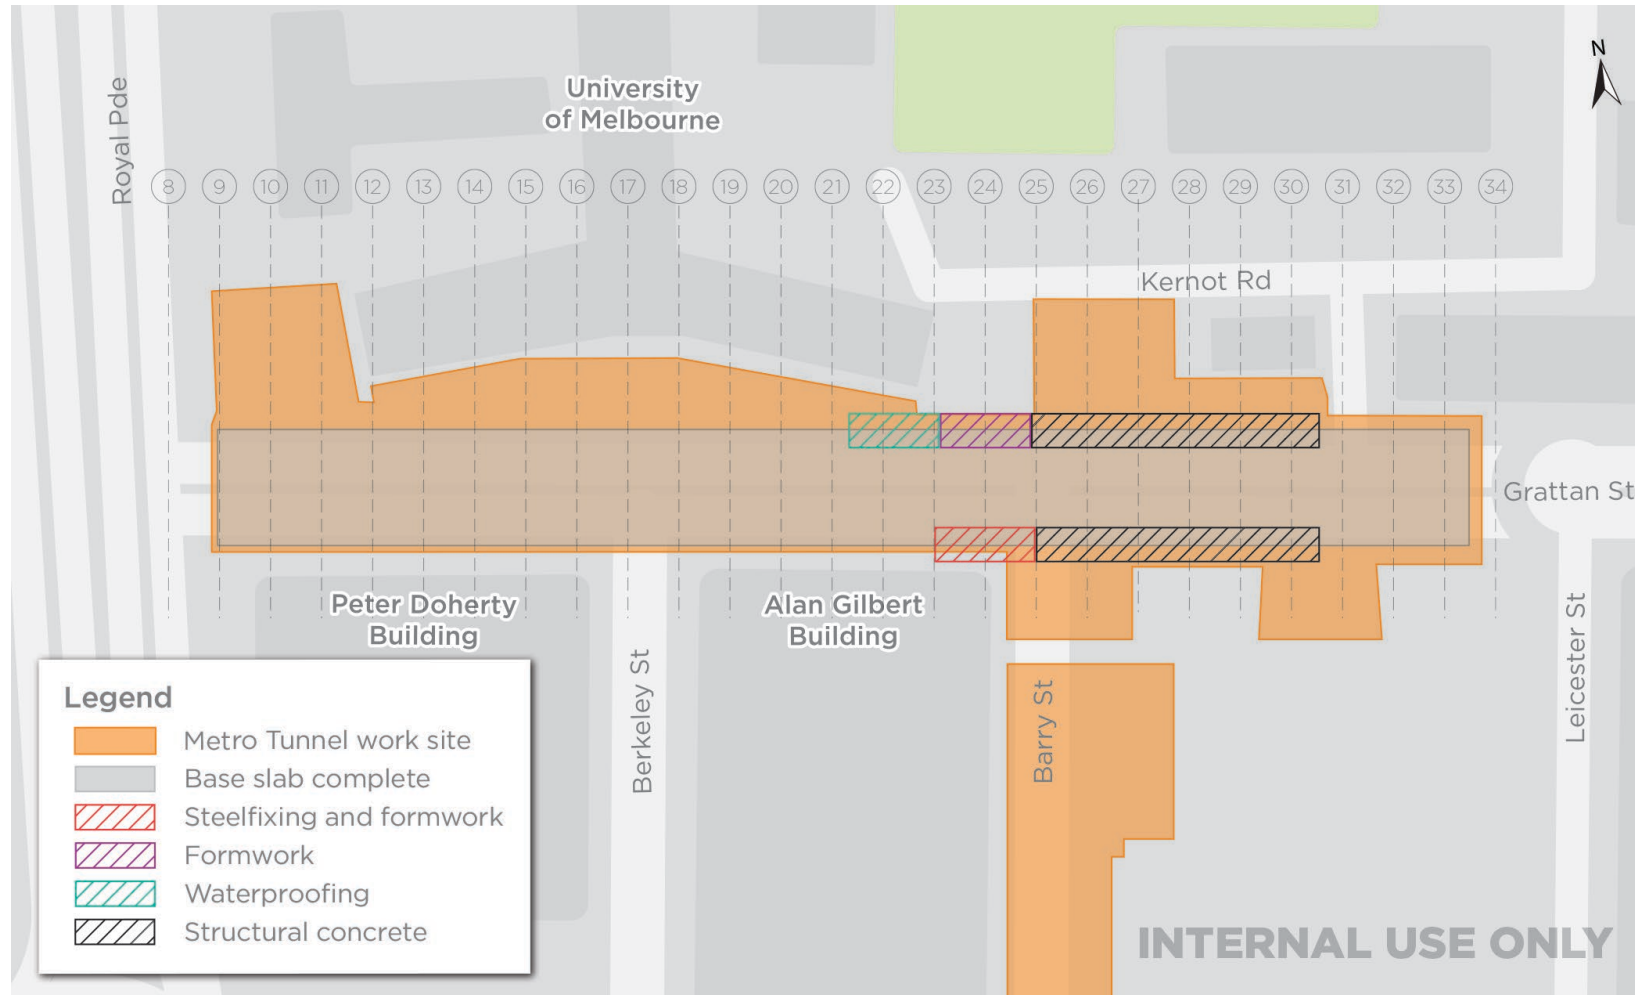 N
University
of Melbourne
Royal Pde
8 9 10 11 12 13 14 15 16 17 18 19 20 21 22 23 24 25 26 27 28 29 30 31 32 33 34
Kernot Rd
Grattan St
Peter Doherty
Building
Alan Gilbert
Building
Berkeley St
Barry St
Leicester St
Legend
Metro Tunnel work site
Base slab complete
Steelfixing and formwork
Formwork
Waterproofing
Structural concrete
INTERNAL USE ONLY